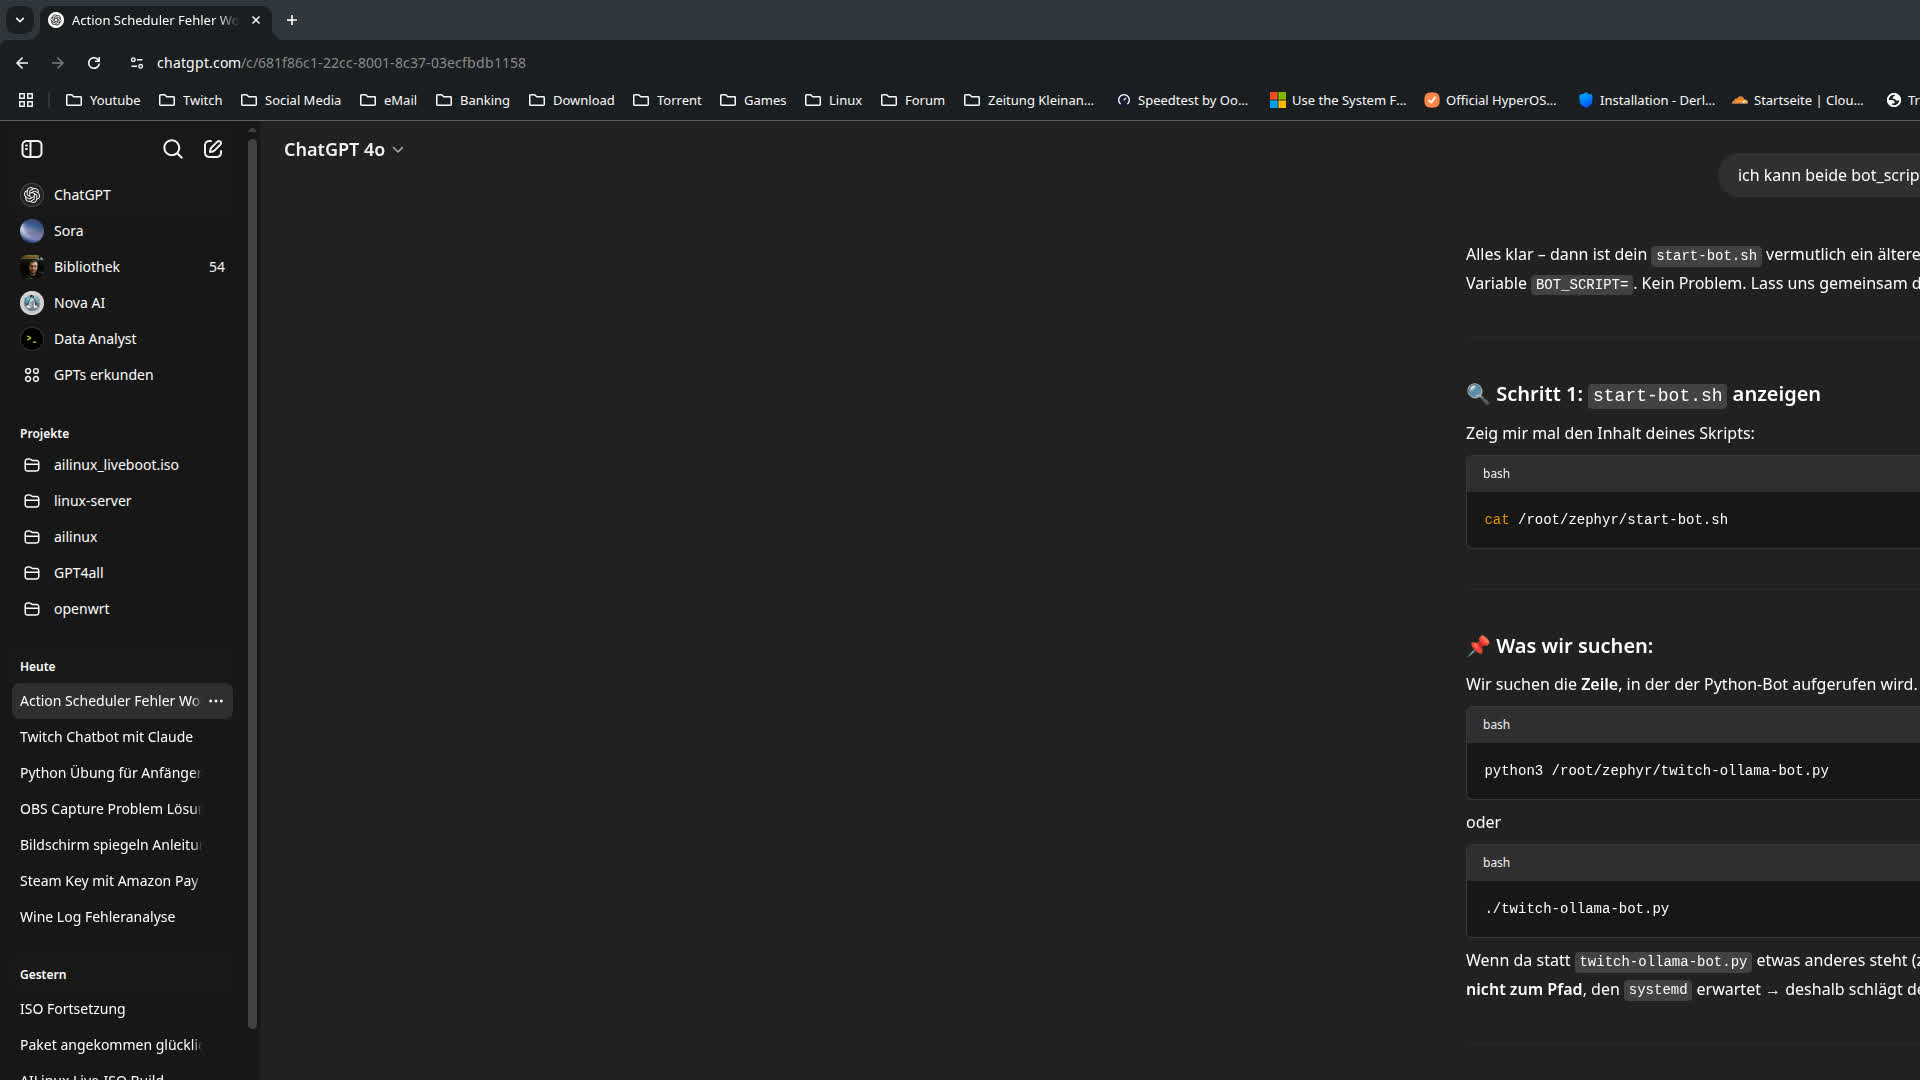 Action Scheduler Fehler Wo
chatgpt.com/c/681f86c1-22cc-8001-8c37-03ecfbdb1158
Youtube Twitch Social Media eMail Banking Download Torrent Games Linux Forum Zeitung Kleinan... Speedtest by Oo... Use the System F... Official HyperOS... Installation - Derl... Startseite | Clou... Tr
ChatGPT 4o
ChatGPT
Sora
Bibliothek 54
Nova AI
Data Analyst
GPTs erkunden
Projekte
ailinux_liveboot.iso
linux-server
ailinux
GPT4all
openwrt
Heute
Action Scheduler Fehler Wo ...
Twitch Chatbot mit Claude
Python Übung für Anfänger
OBS Capture Problem Lösu
Bildschirm spiegeln Anleitu
Steam Key mit Amazon Pay
Wine Log Fehleranalyse
Gestern
ISO Fortsetzung
Paket angekommen glückli
AILinux Live ISO Build
ich kann beide bot_scrip
Alles klar – dann ist dein start-bot.sh vermutlich ein ältere
Variable BOT_SCRIPT=. Kein Problem. Lass uns gemeinsam d
🔍 Schritt 1: start-bot.sh anzeigen
Zeig mir mal den Inhalt deines Skripts:
bash
cat /root/zephyr/start-bot.sh
📌 Was wir suchen:
Wir suchen die Zeile, in der der Python-Bot aufgerufen wird.
bash
python3 /root/zephyr/twitch-ollama-bot.py
oder
bash
./twitch-ollama-bot.py
Wenn da statt twitch-ollama-bot.py etwas anderes steht (z
nicht zum Pfad, den systemd erwartet → deshalb schlägt de